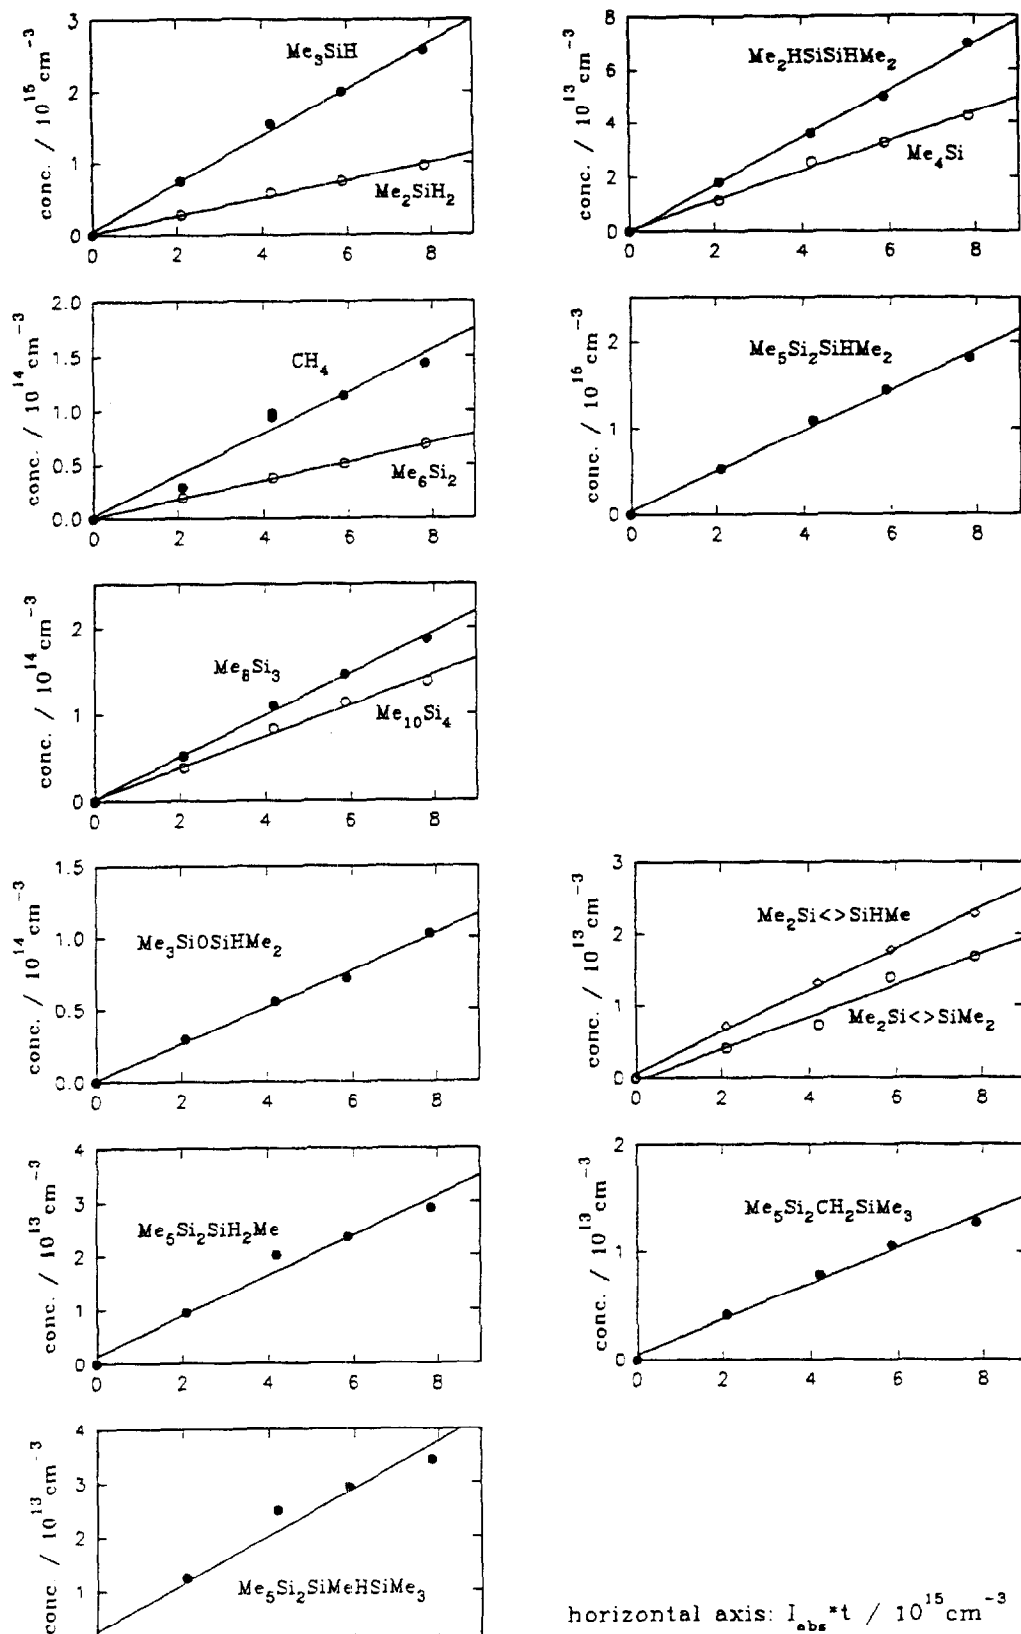 3
2
1
0
conc. / 10^15 cm^-3
Me3SiH
Me2SiH2
0 2 4 6 8
8
6
4
2
0
conc. / 10^13 cm^-3
Me2HSiSiHMe2
Me4Si
0 2 4 6 8
2.0
1.5
1.0
0.5
0.0
conc. / 10^14 cm^-3
CH4
Me6Si2
0 2 4 6 8
2
1
0
conc. / 10^15 cm^-3
Me5Si2SiHMe2
0 2 4 6 8
2
1
0
conc. / 10^14 cm^-3
Me8Si3
Me10Si4
0 2 4 6 8
1.5
1.0
0.5
0.0
conc. / 10^14 cm^-3
Me3SiOSiHMe2
0 2 4 6 8
3
2
1
0
conc. / 10^13 cm^-3
Me2Si<>SiHMe
Me2Si<>SiMe2
0 2 4 6 8
4
3
2
1
0
conc. / 10^13 cm^-3
Me5Si2SiH2Me
0 2 4 6 8
2
1
0
conc. / 10^13 cm^-3
Me5Si2CH2SiMe3
0 2 4 6 8
4
3
2
1
conc. / 10^13 cm^-3
Me5Si2SiMeHSiMe3
horizontal axis: Iabs*t / 10^15 cm^-3